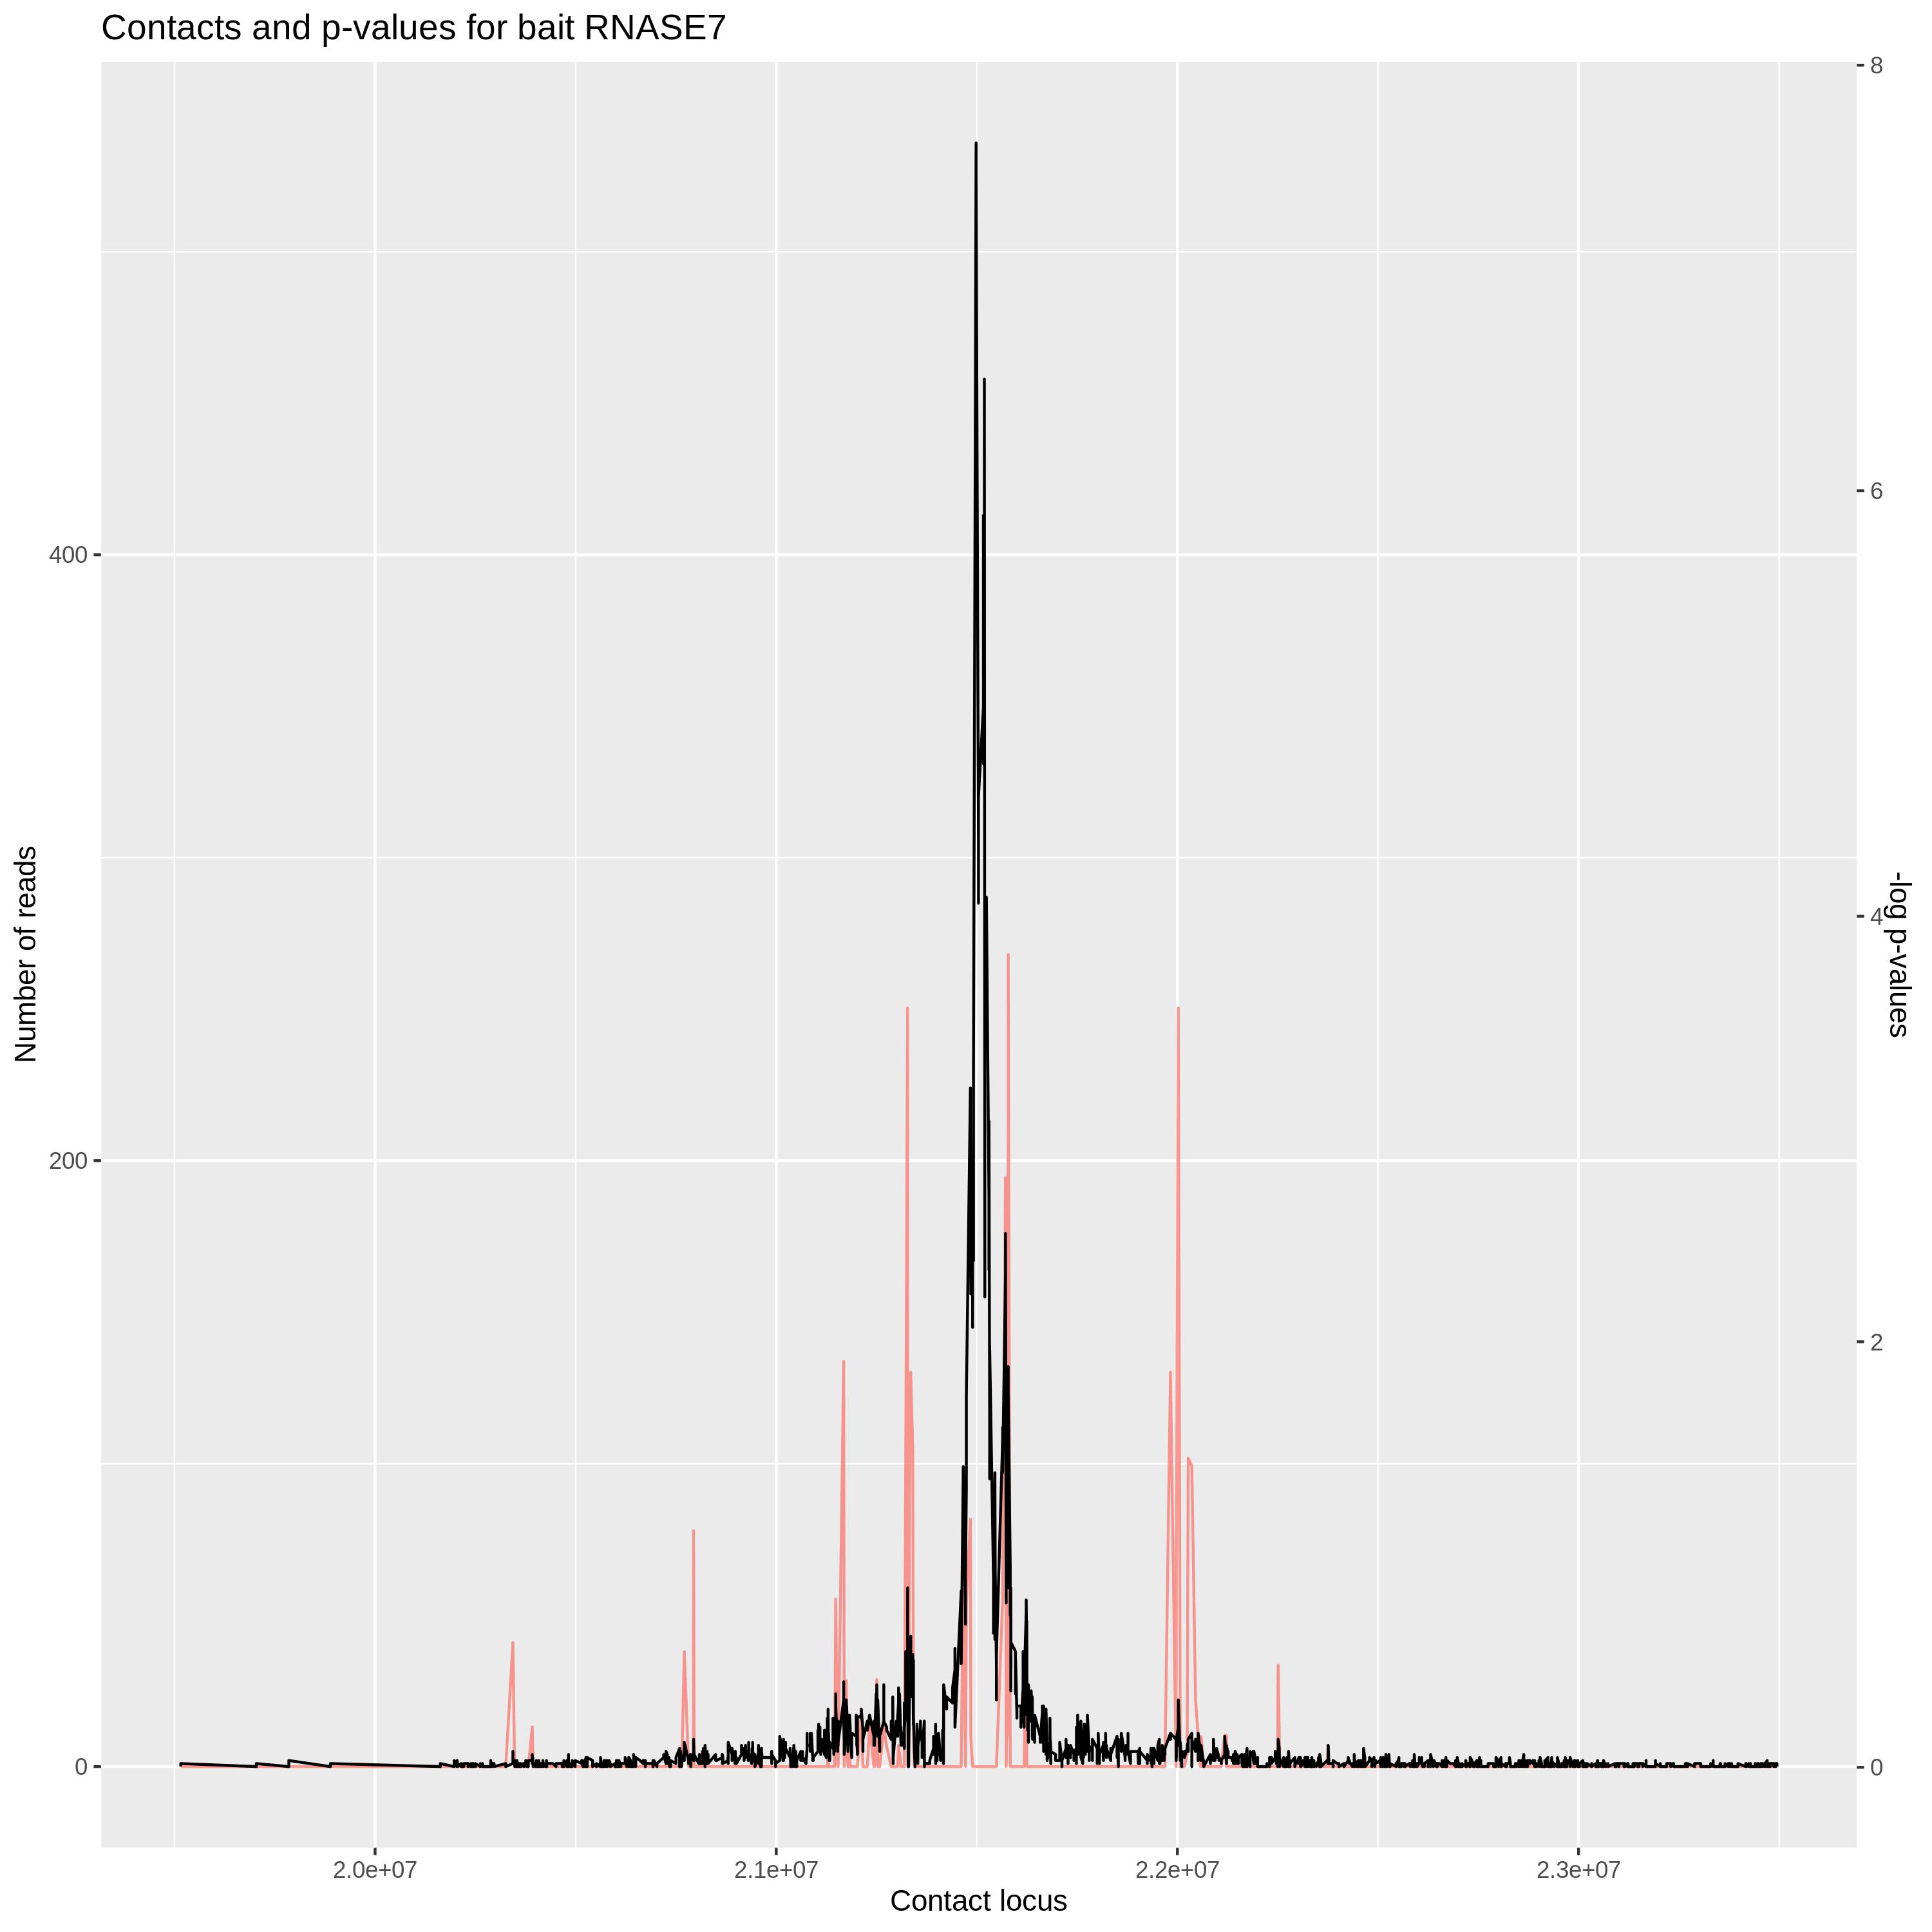 Contacts and p-values for bait RNASE7
8
6
400
4
Number of reads
-log p-values
200
2
0
0
2.0e+07
2.1e+07
2.2e+07
2.3e+07
Contact locus